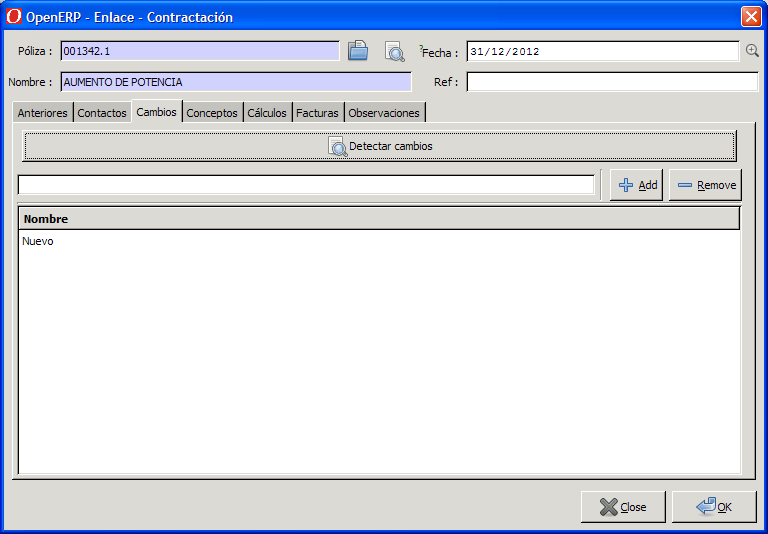 OpenERP - Enlace - Contractación
Póliza : 001342.1 ?Fecha : 31/12/2012
Nombre : AUMENTO DE POTENCIA Ref :
Anteriores Contactos Cambios Conceptos Cálculos Facturas Observaciones
Detectar cambios
Add Remove
Nombre
Nuevo
Close OK